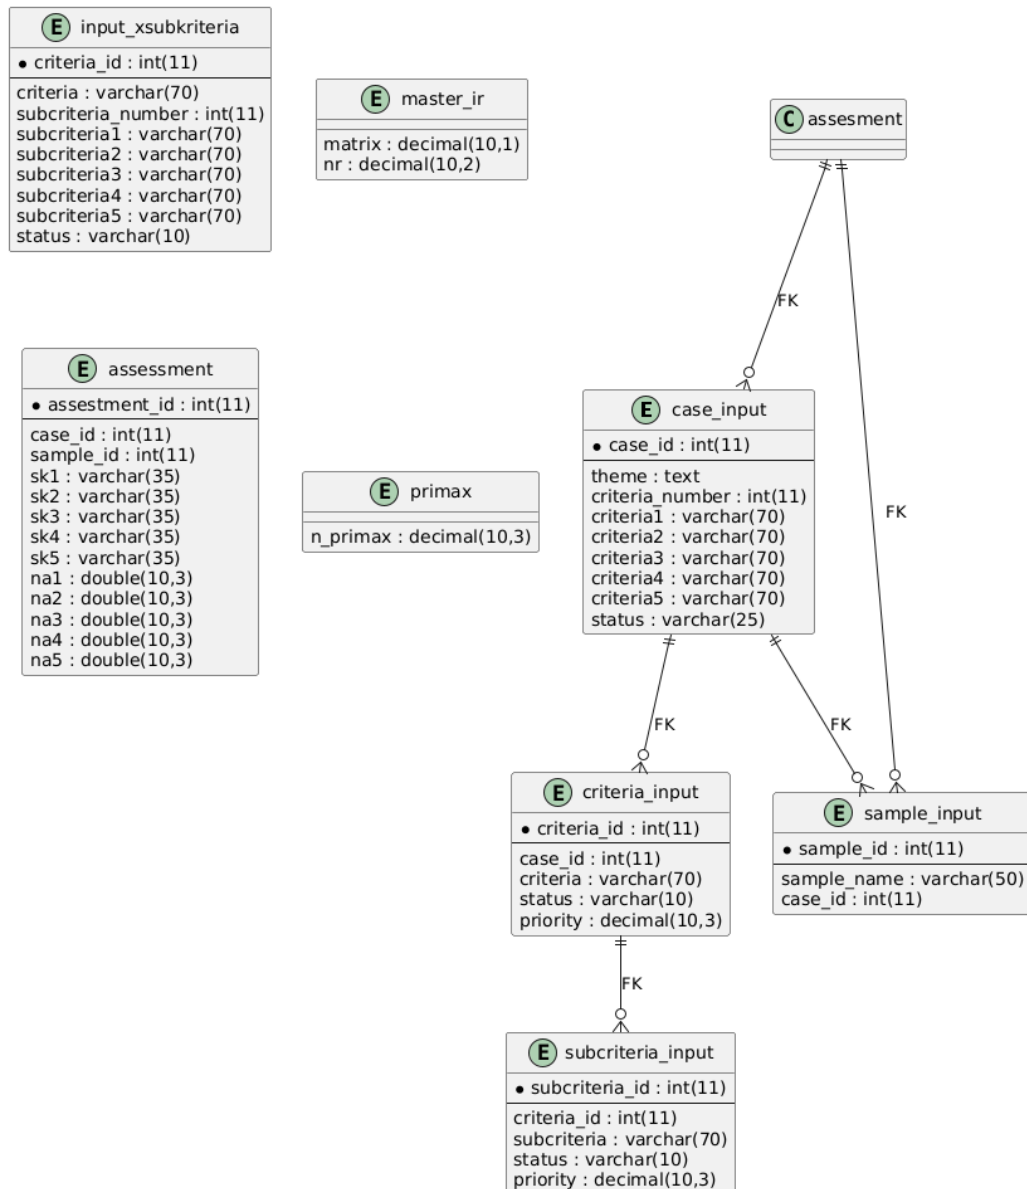 E input_xsubkriteria
criteria_id : int(11)
criteria : varchar(70)
subcriteria_number : int(11)
subcriteria1 : varchar(70)
subcriteria2 : varchar(70)
subcriteria3 : varchar(70)
subcriteria4 : varchar(70)
subcriteria5 : varchar(70)
status : varchar(10)
E master_ir
matrix : decimal(10,1)
nr : decimal(10,2)
C assesment
FK
FK
E assessment
assestment_id : int(11)
case_id : int(11)
sample_id : int(11)
sk1 : varchar(35)
sk2 : varchar(35)
sk3 : varchar(35)
sk4 : varchar(35)
sk5 : varchar(35)
na1 : double(10,3)
na2 : double(10,3)
na3 : double(10,3)
na4 : double(10,3)
na5 : double(10,3)
E primax
n_primax : decimal(10,3)
E case_input
case_id : int(11)
theme : text
criteria_number : int(11)
criteria1 : varchar(70)
criteria2 : varchar(70)
criteria3 : varchar(70)
criteria4 : varchar(70)
criteria5 : varchar(70)
status : varchar(25)
FK
FK
E criteria_input
criteria_id : int(11)
case_id : int(11)
criteria : varchar(70)
status : varchar(10)
priority : decimal(10,3)
E sample_input
sample_id : int(11)
sample_name : varchar(50)
case_id : int(11)
FK
E subcriteria_input
subcriteria_id : int(11)
criteria_id : int(11)
subcriteria : varchar(70)
status : varchar(10)
priority : decimal(10,3)